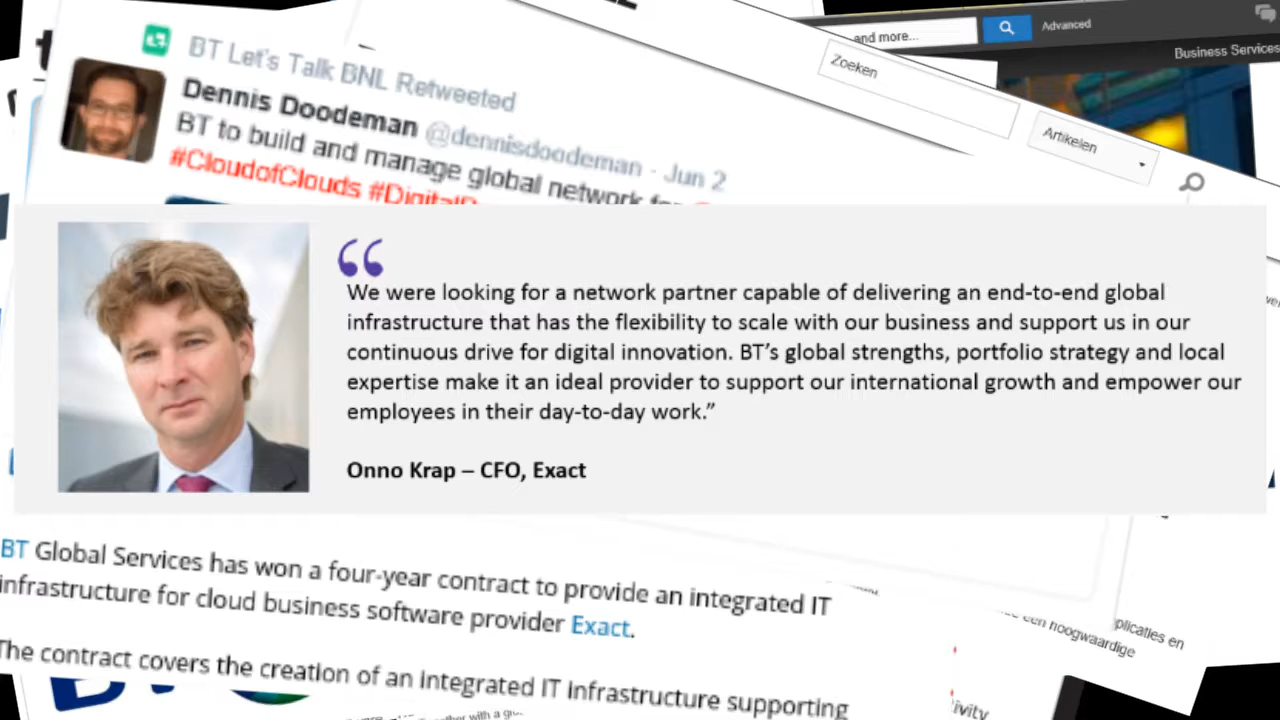 and more...
Advanced
Business Services
Zoeken
Artikelen
BT Let's Talk BNL Retweeted
Dennis Doodeman @dennisdoodeman · Jun 2
BT to build and manage global network for
#CloudofClouds
“
We were looking for a network partner capable of delivering an end-to-end global
infrastructure that has the flexibility to scale with our business and support us in our
continuous drive for digital innovation. BT’s global strengths, portfolio strategy and local
expertise make it an ideal provider to support our international growth and empower our
employees in their day-to-day work.”
Onno Krap – CFO, Exact
BT Global Services has won a four-year contract to provide an integrated IT
infrastructure for cloud business software provider Exact.
The contract covers the creation of an integrated IT infrastructure supporting
een hoogwaardige